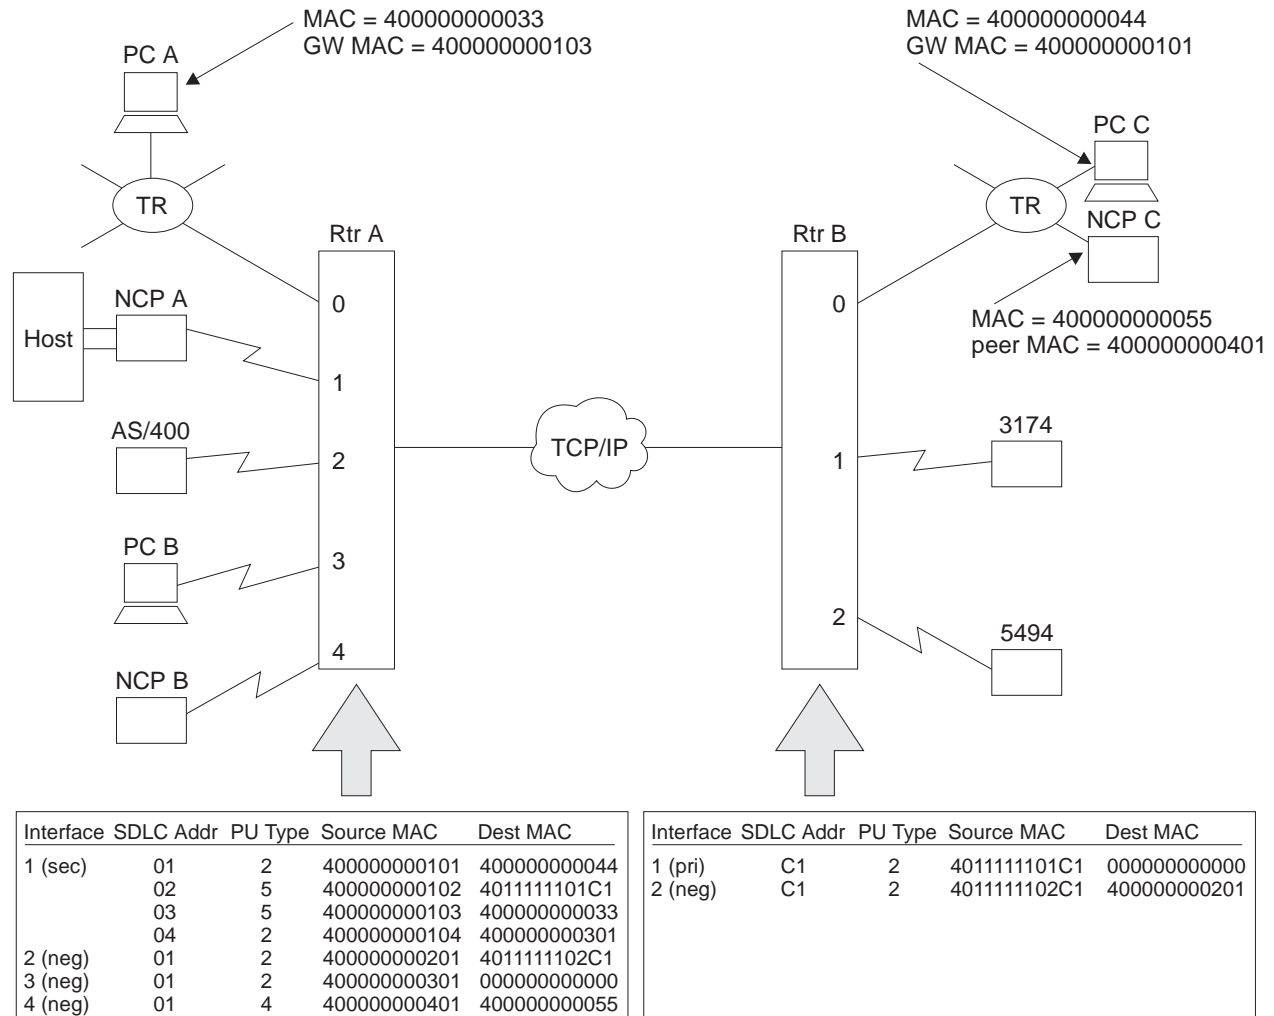 MAC = 400000000033
GW MAC = 400000000103
MAC = 400000000044
GW MAC = 400000000101
PC A
PC C
TR
TR
NCP C
Rtr A
Rtr B
NCP A
0
0
Host
MAC = 400000000055
peer MAC = 400000000401
1
AS/400
3174
TCP/IP
2
1
PC B
3
2
5494
4
NCP B
Interface SDLC Addr PU Type Source MAC Dest MAC
1 (sec) 01 2 400000000101 400000000044
02 5 400000000102 4011111101C1
03 5 400000000103 400000000033
04 2 400000000104 400000000301
2 (neg) 01 2 400000000201 4011111102C1
3 (neg) 01 2 400000000301 000000000000
4 (neg) 01 4 400000000401 400000000055
Interface SDLC Addr PU Type Source MAC Dest MAC
1 (pri) C1 2 4011111101C1 000000000000
2 (neg) C1 2 4011111102C1 400000000201